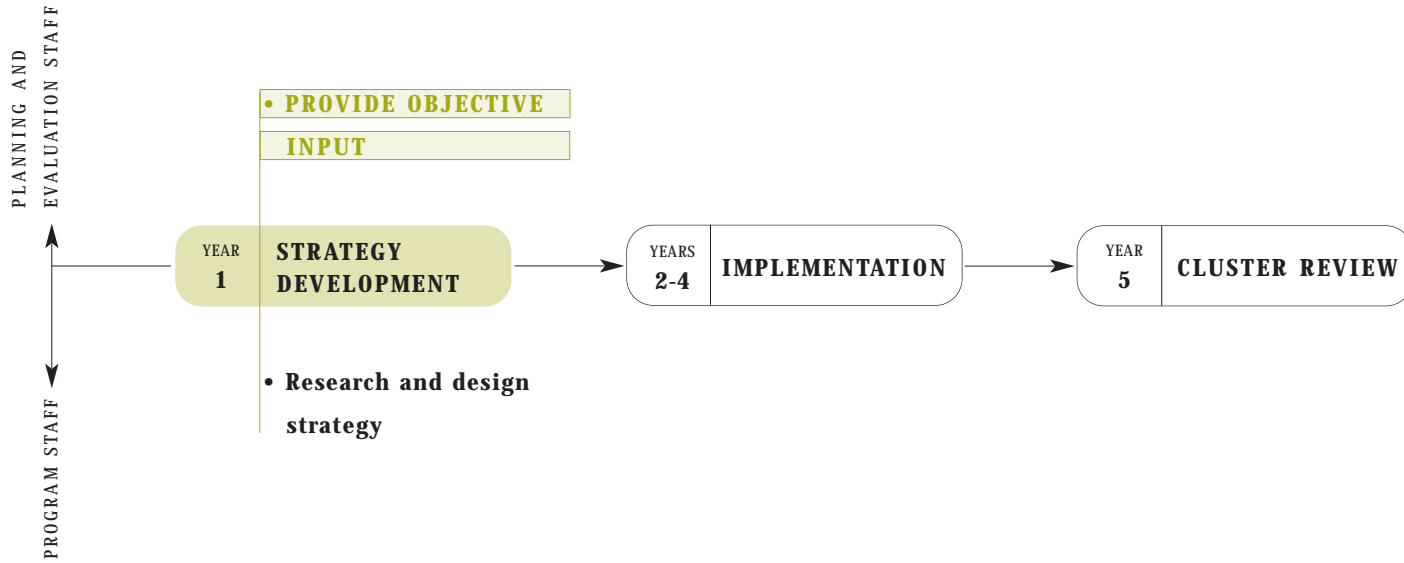 PLANNING AND
EVALUATION STAFF
• PROVIDE OBJECTIVE
INPUT
YEAR
1
STRATEGY
DEVELOPMENT
YEARS
2-4
IMPLEMENTATION
YEAR
5
CLUSTER REVIEW
• Research and design
strategy
PROGRAM STAFF